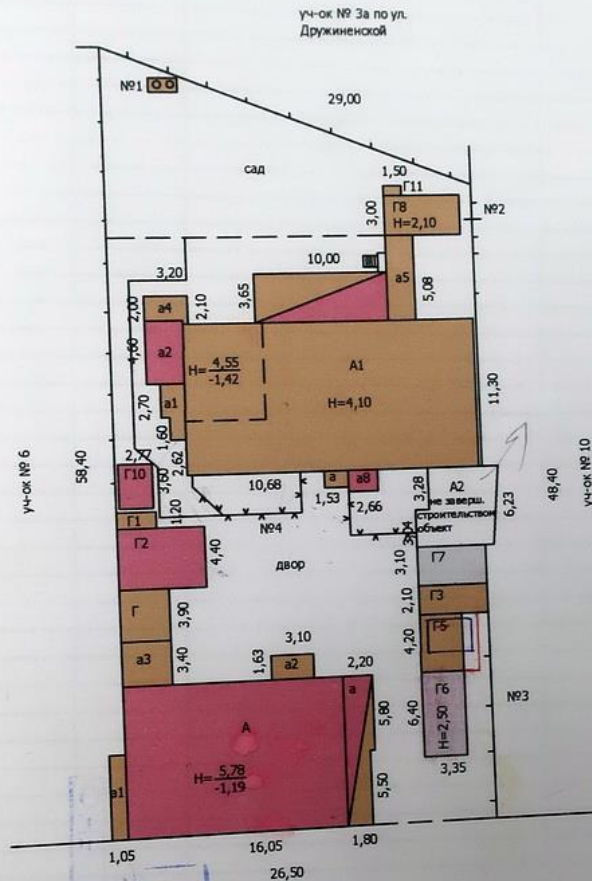 уч-ок № 3а по ул.
Дружиненской
№1
29,00
сад
1,50
Г11
3,00
Г8
Н=2,10
№2
10,00
а5
5,08
3,20
3,65
2,00
а4
2,10
4,60
а2
Н=4,55
-1,42
А1
Н=4,10
11,30
2,70
а1
1,60
2,62
уч-ок № 6
58,40
2,77
Г10
3,60
1,20
10,68
№4
а
1,53
а8
2,66
3,28
А2
не заверш.
строительством
объект
6,23
48,40
уч-ок № 10
Г1
Г2
4,40
двор
3,10
Г7
2,10
Г3
Г
3,90
4,20
Г5
а3
3,40
3,10
1,63
а2
2,20
а
5,80
6,40
Г6
Н=2,50
№3
3,35
А
Н=5,78
-1,19
5,50
а1
1,05
16,05
1,80
26,50